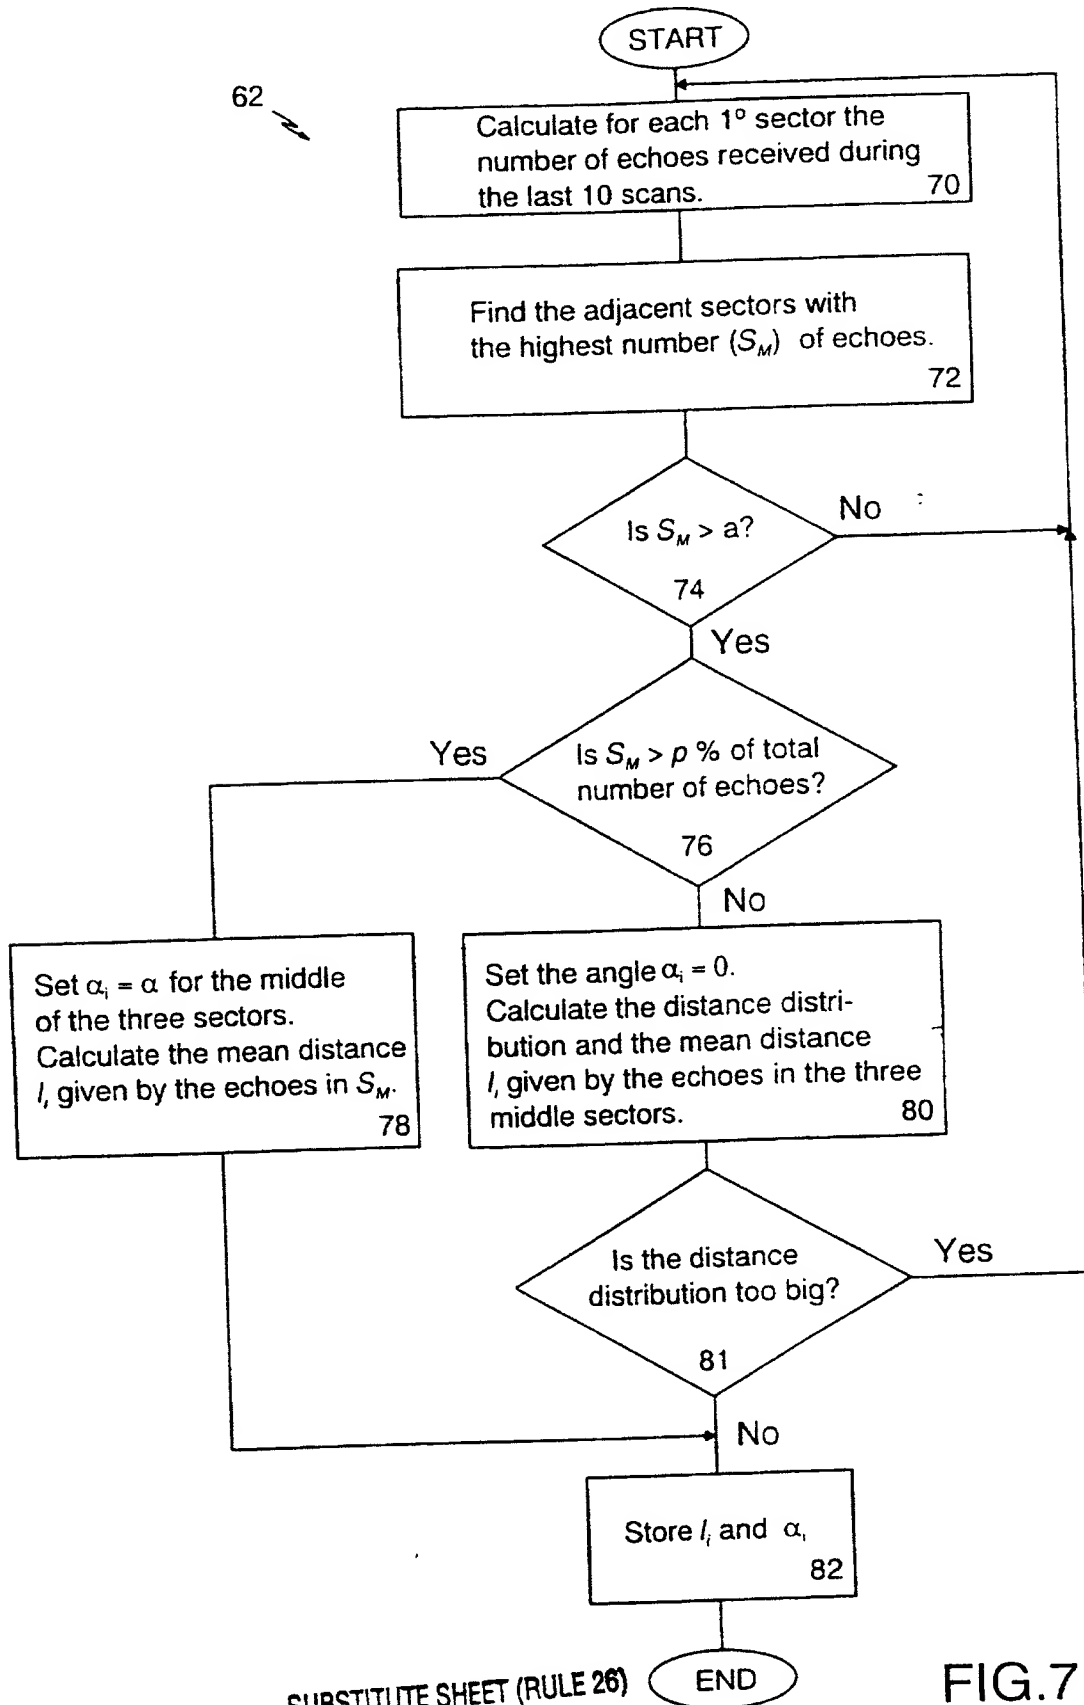 START
62
Calculate for each 1° sector the
number of echoes received during
the last 10 scans.
70
Find the adjacent sectors with
the highest number (S_M) of echoes.
72
Is S_M > a?
No
74
Yes
Yes
Is S_M > p % of total
number of echoes?
76
No
Set α_i = α for the middle
of the three sectors.
Calculate the mean distance
l, given by the echoes in S_M.
78
Set the angle α_i = 0.
Calculate the distance distri-
bution and the mean distance
l, given by the echoes in the three
middle sectors.
80
Is the distance
distribution too big?
Yes
81
No
Store l_i and α_i
82
SUBSTITUTE SHEET (RULE 26)
END
FIG.7